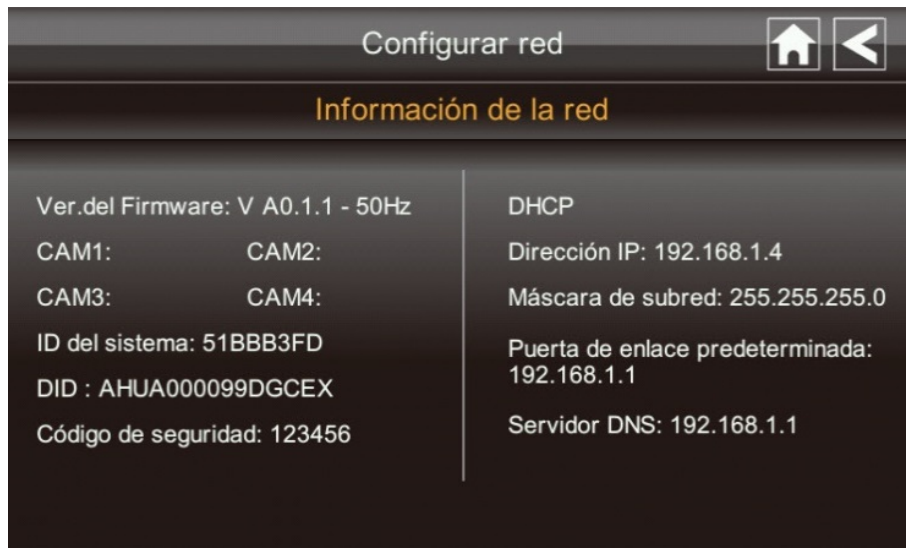 Configurar red
Información de la red
Ver.del Firmware: V A0.1.1 - 50Hz
CAM1: CAM2:
CAM3: CAM4:
ID del sistema: 51BBB3FD
DID : AHUA000099DGCEX
Código de seguridad: 123456
DHCP
Dirección IP: 192.168.1.4
Máscara de subred: 255.255.255.0
Puerta de enlace predeterminada:
192.168.1.1
Servidor DNS: 192.168.1.1